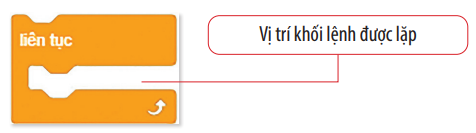 liên tục
Vị trí khối lệnh được lặp